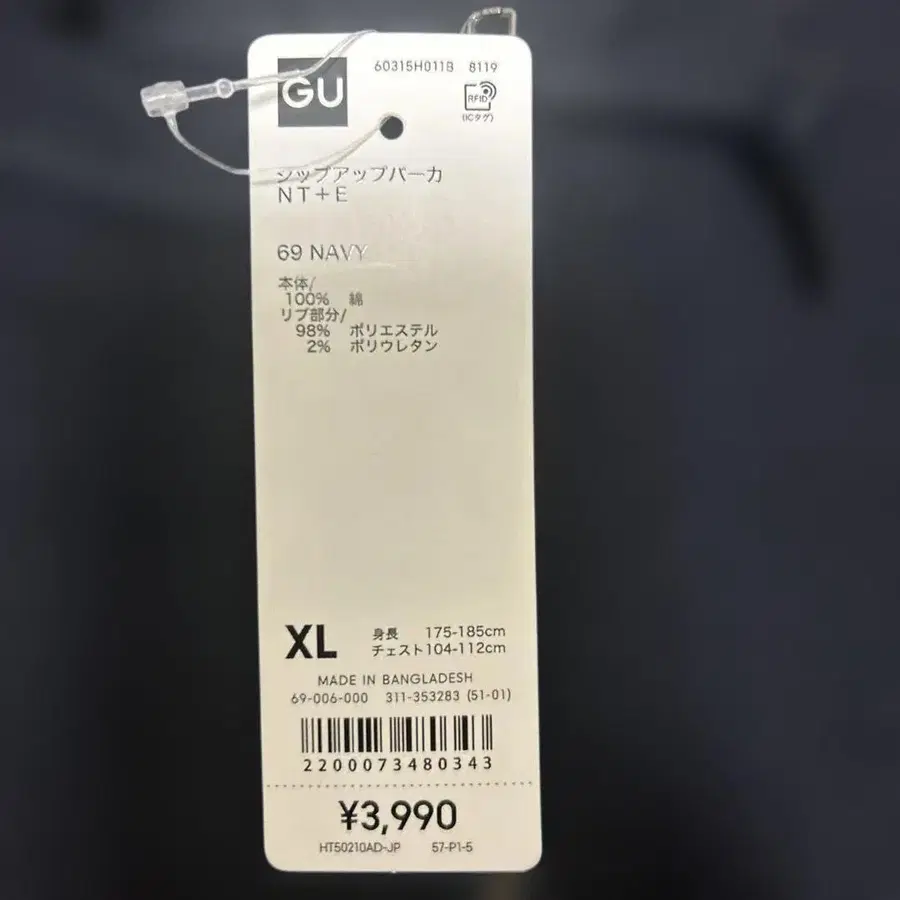 GU
60315H011B 8119
RFID
(ICタグ)
ジップアップパーカ
NT+E
69 NAVY
本体/
100% 綿
リブ部分/
98% ポリエステル
2% ポリウレタン
XL
身長 175-185cm
チェスト104-112cm
MADE IN BANGLADESH
69-006-000 311-353283 (51-01)
2200073480343
¥3,990
HT50210AD-JP 57-P1-5